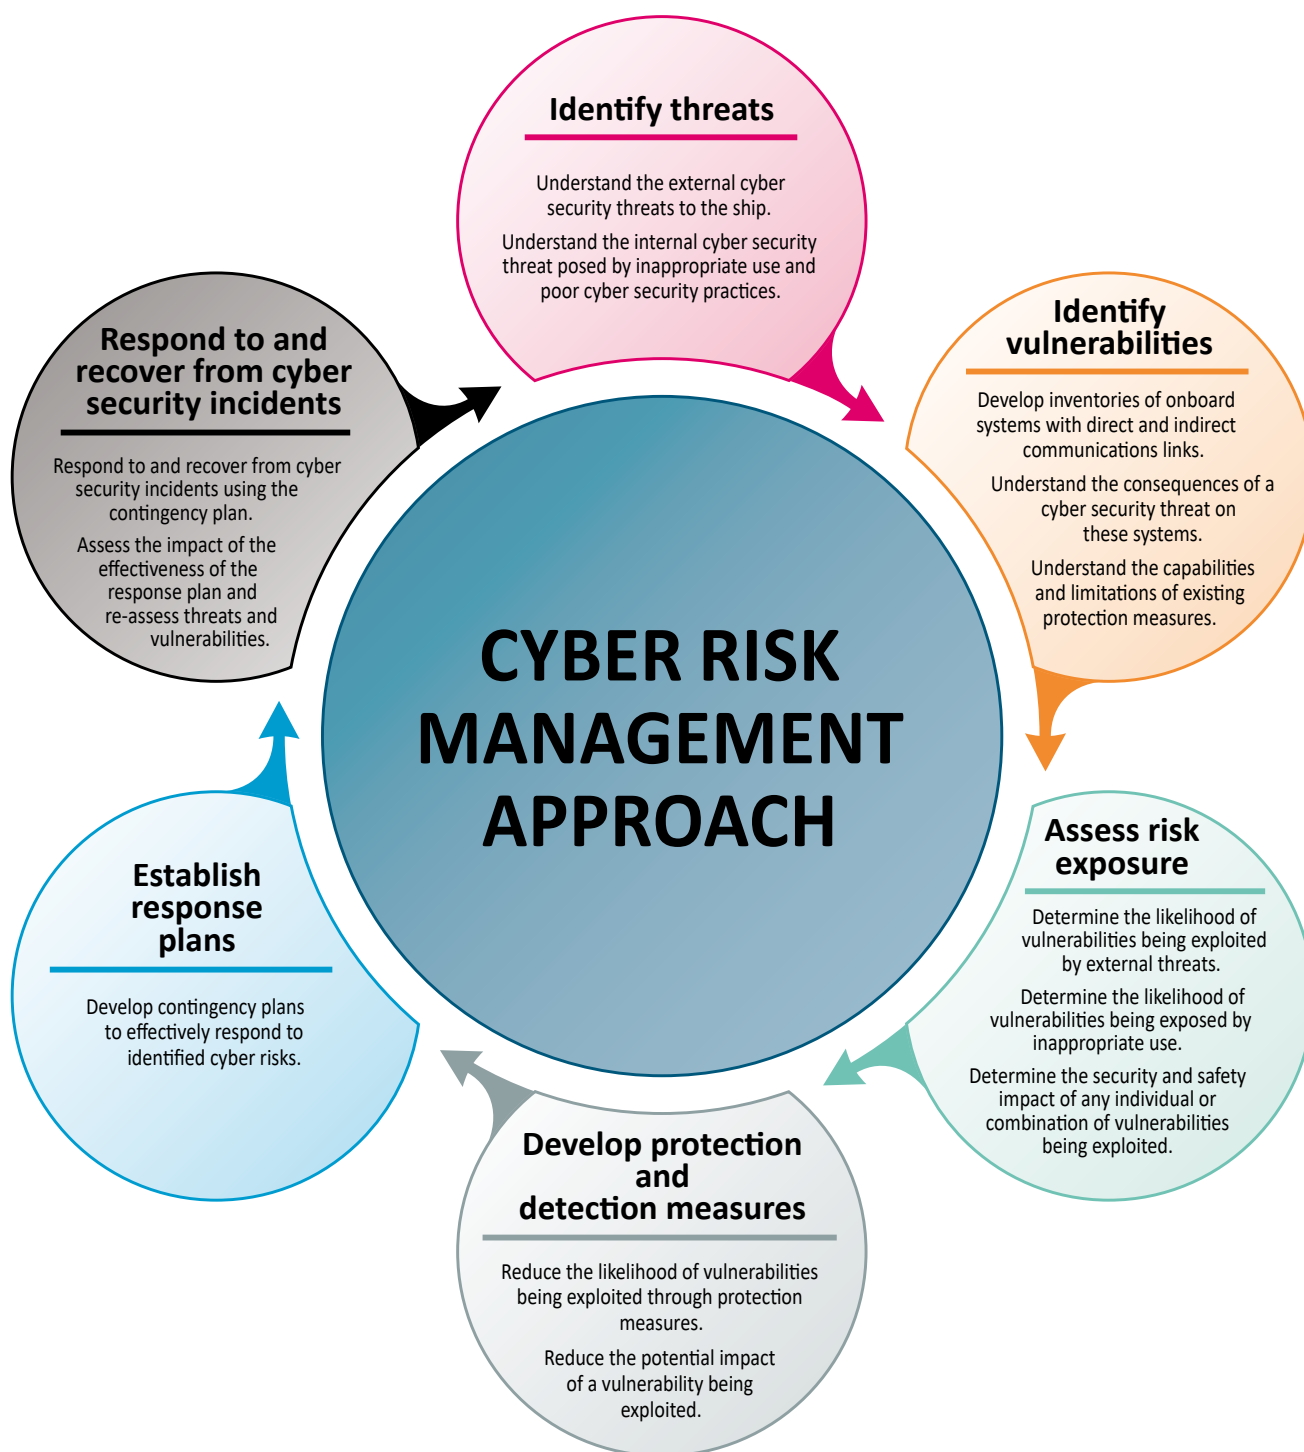 Identify threats
Understand the external cyber
security threats to the ship.
Understand the internal cyber security
threat posed by inappropriate use and
poor cyber security practices.
Identify
vulnerabilities
Develop inventories of onboard
systems with direct and indirect
communications links.
Understand the consequences of a
cyber security threat on
these systems.
Understand the capabilities
and limitations of existing
protection measures.
Assess risk
exposure
Determine the likelihood of
vulnerabilities being exploited
by external threats.
Determine the likelihood of
vulnerabilities being exposed by
inappropriate use.
Determine the security and safety
impact of any individual or
combination of vulnerabilities
being exploited.
Develop protection
and
detection measures
Reduce the likelihood of vulnerabilities
being exploited through protection
measures.
Reduce the potential impact
of a vulnerability being
exploited.
Establish
response
plans
Develop contingency plans
to effectively respond to
identified cyber risks.
Respond to and
recover from cyber
security incidents
Respond to and recover from cyber
security incidents using the
contingency plan.
Assess the impact of the
effectiveness of the
response plan and
re-assess threats and
vulnerabilities.
CYBER RISK
MANAGEMENT
APPROACH